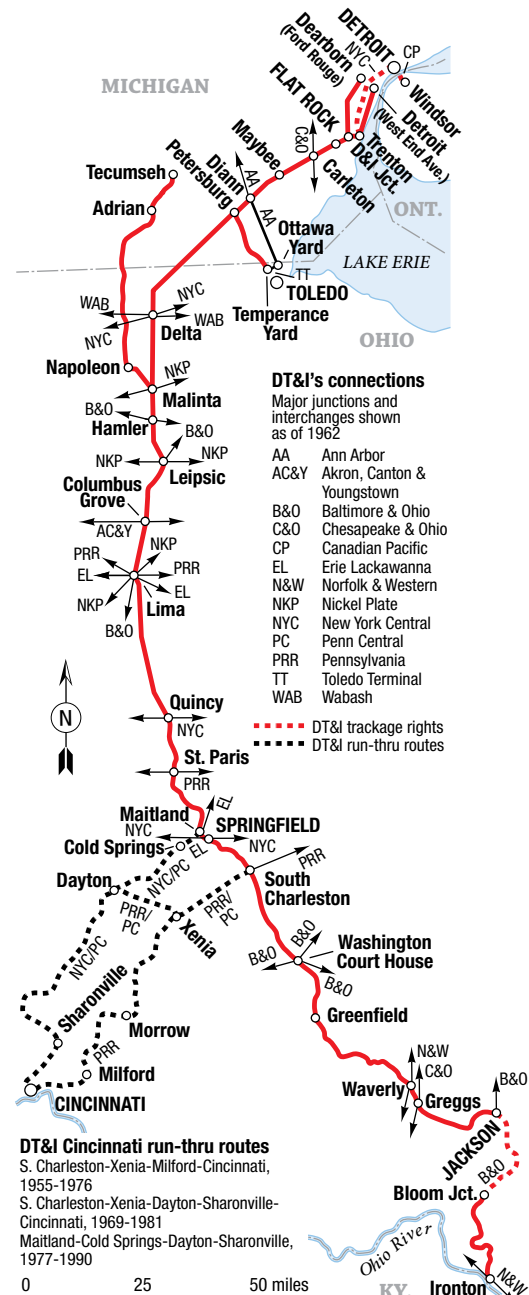 DETROIT
Dearborn
(Ford Rouge)
NYC
CP
MICHIGAN
FLAT ROCK
Windsor
Detroit
(West End Ave.)
Trenton
D&I Jct.
C&O
Maybee
Carleton
Diann
Petersburg
AA
AA
Tecumseh
Adrian
ONT.
Ottawa
Yard
LAKE ERIE
TT
TOLEDO
Temperance
Yard
OHIO
WAB
NYC
WAB
NYC
Delta
Napoleon
NKP
Malinta
B&O
Hamler
B&O
NKP
NKP
Leipsic
Columbus
Grove
AC&Y
PRR
NKP
EL
PRR
EL
NKP
Lima
B&O
DT&I's connections
Major junctions and
interchanges shown
as of 1962
AA Ann Arbor
AC&Y Akron, Canton &
Youngstown
B&O Baltimore & Ohio
C&O Chesapeake & Ohio
CP Canadian Pacific
EL Erie Lackawanna
N&W Norfolk & Western
NKP Nickel Plate
NYC New York Central
PC Penn Central
PRR Pennsylvania
TT Toledo Terminal
WAB Wabash
DT&I trackage rights
DT&I run-thru routes
N
Quincy
NYC
St. Paris
PRR
Maitland
EL
NYC
SPRINGFIELD
Cold Springs
EL
NYC
NYC/PC
PRR
Dayton
South
Charleston
PRR/
PC
PRR/
PC
Xenia
NYC/PC
B&O
B&O
Washington
Court House
B&O
Sharonville
Greenfield
Morrow
PRR
Milford
CINCINNATI
N&W
C&O
B&O
Waverly
Greggs
JACKSON
B&O
Bloom Jct.
Ohio River
N&W
KY.
Ironton
DT&I Cincinnati run-thru routes
S. Charleston-Xenia-Milford-Cincinnati,
1955-1976
S. Charleston-Xenia-Dayton-Sharonville-
Cincinnati, 1969-1981
Maitland-Cold Springs-Dayton-Sharonville,
1977-1990
0 25 50 miles